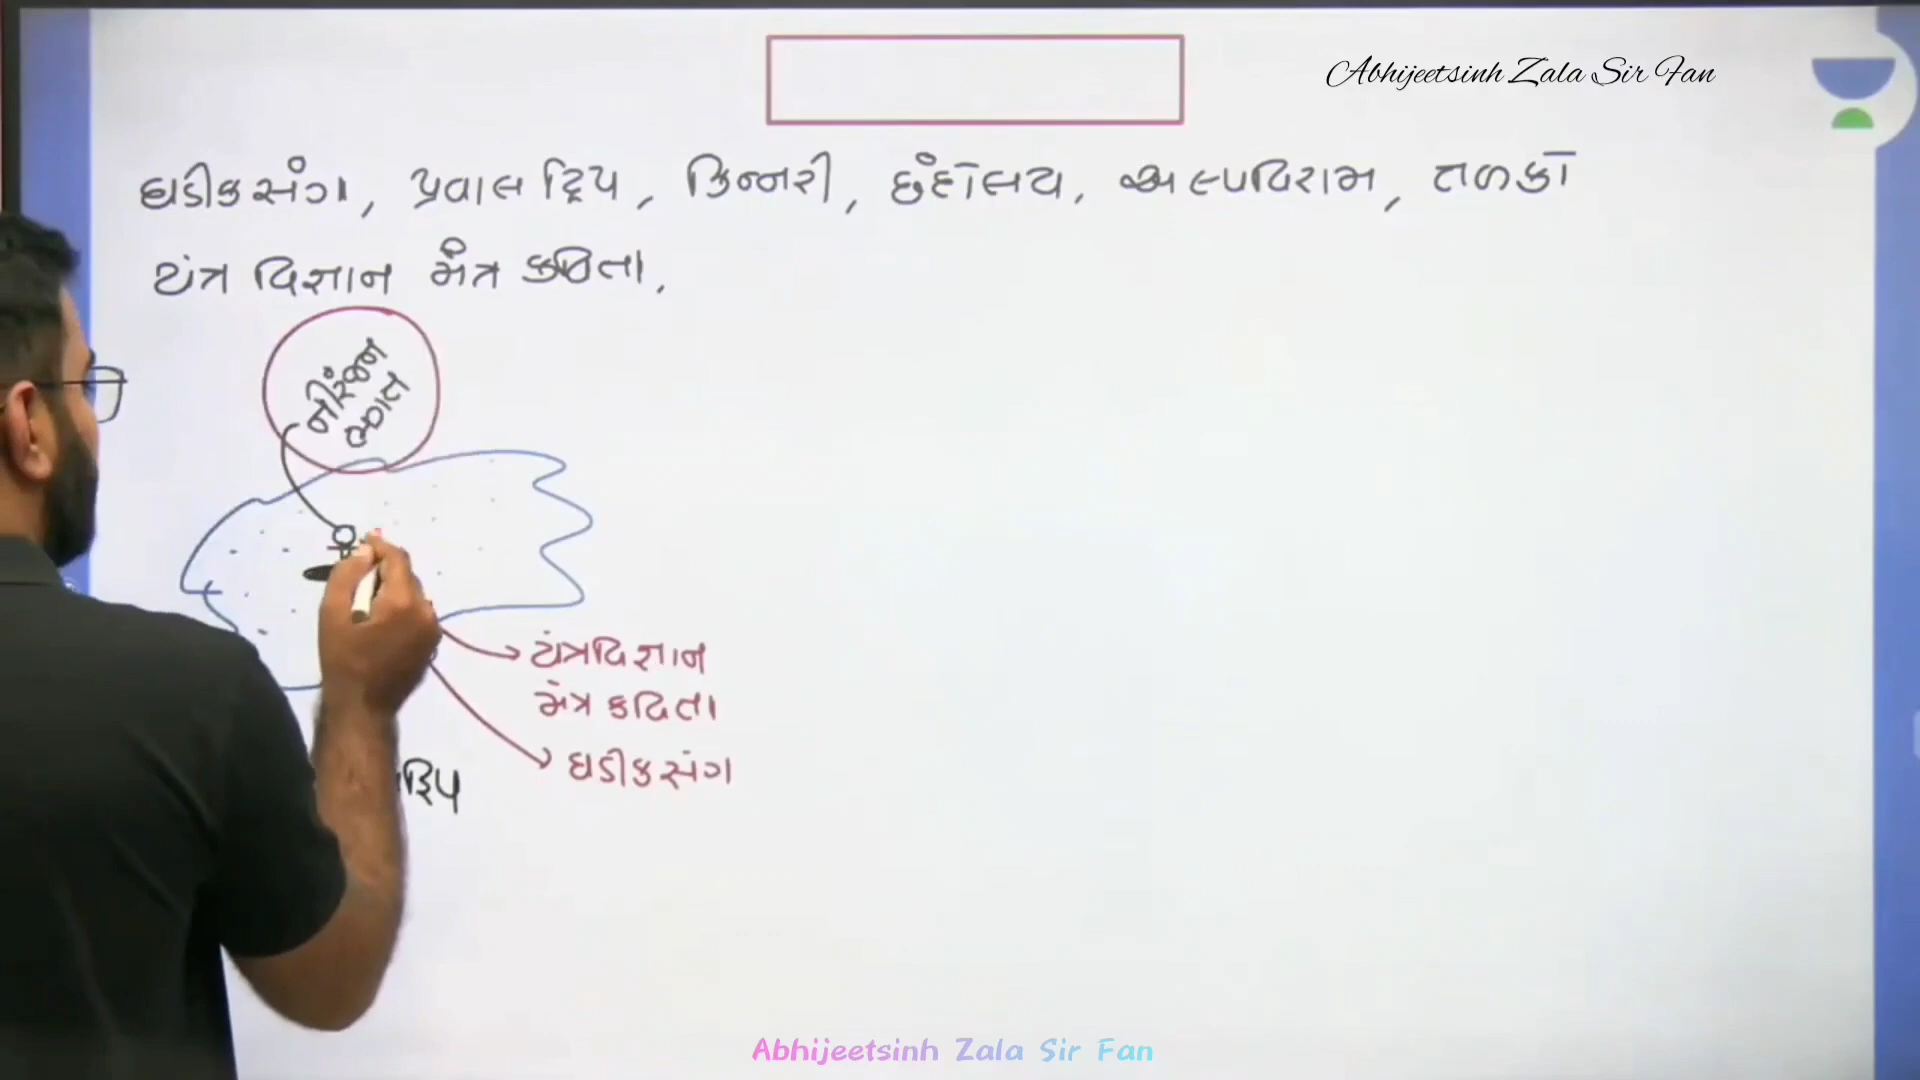 Abhijeetsinh Zala Sir Fan
ઘડીક સંગ, પ્રવાલ દ્વિપ, કિન્નરી, છંદોલય, અલ્પવિરામ, તળકો
યંત્ર વિજ્ઞાન મંત્ર કવિતા.
નીરંજન
ભગત
યંત્રવિજ્ઞાન
મંત્ર કવિતા
ઘડીક સંગ
દ્વિપ
Abhijeetsinh Zala Sir Fan